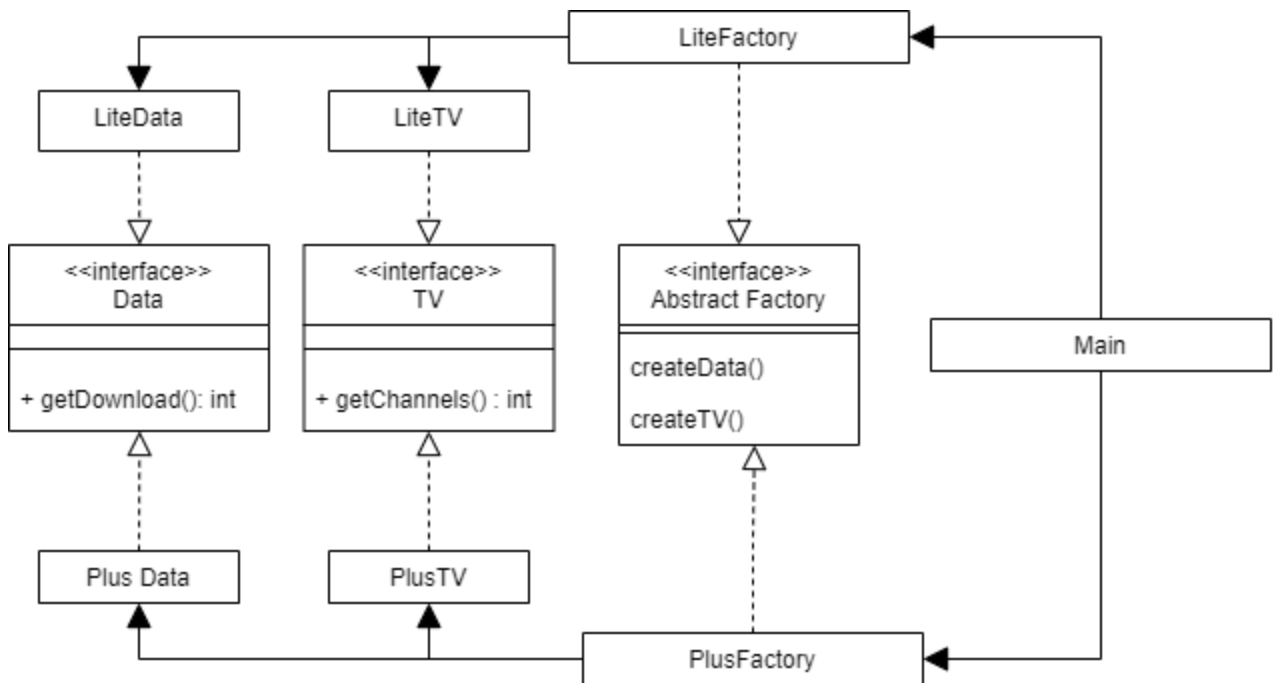 LiteFactory
LiteData
LiteTV
<<interface>>
Data
+ getDownload(): int
<<interface>>
TV
+ getChannels() : int
<<interface>>
Abstract Factory
createData()
createTV()
Main
Plus Data
PlusTV
PlusFactory